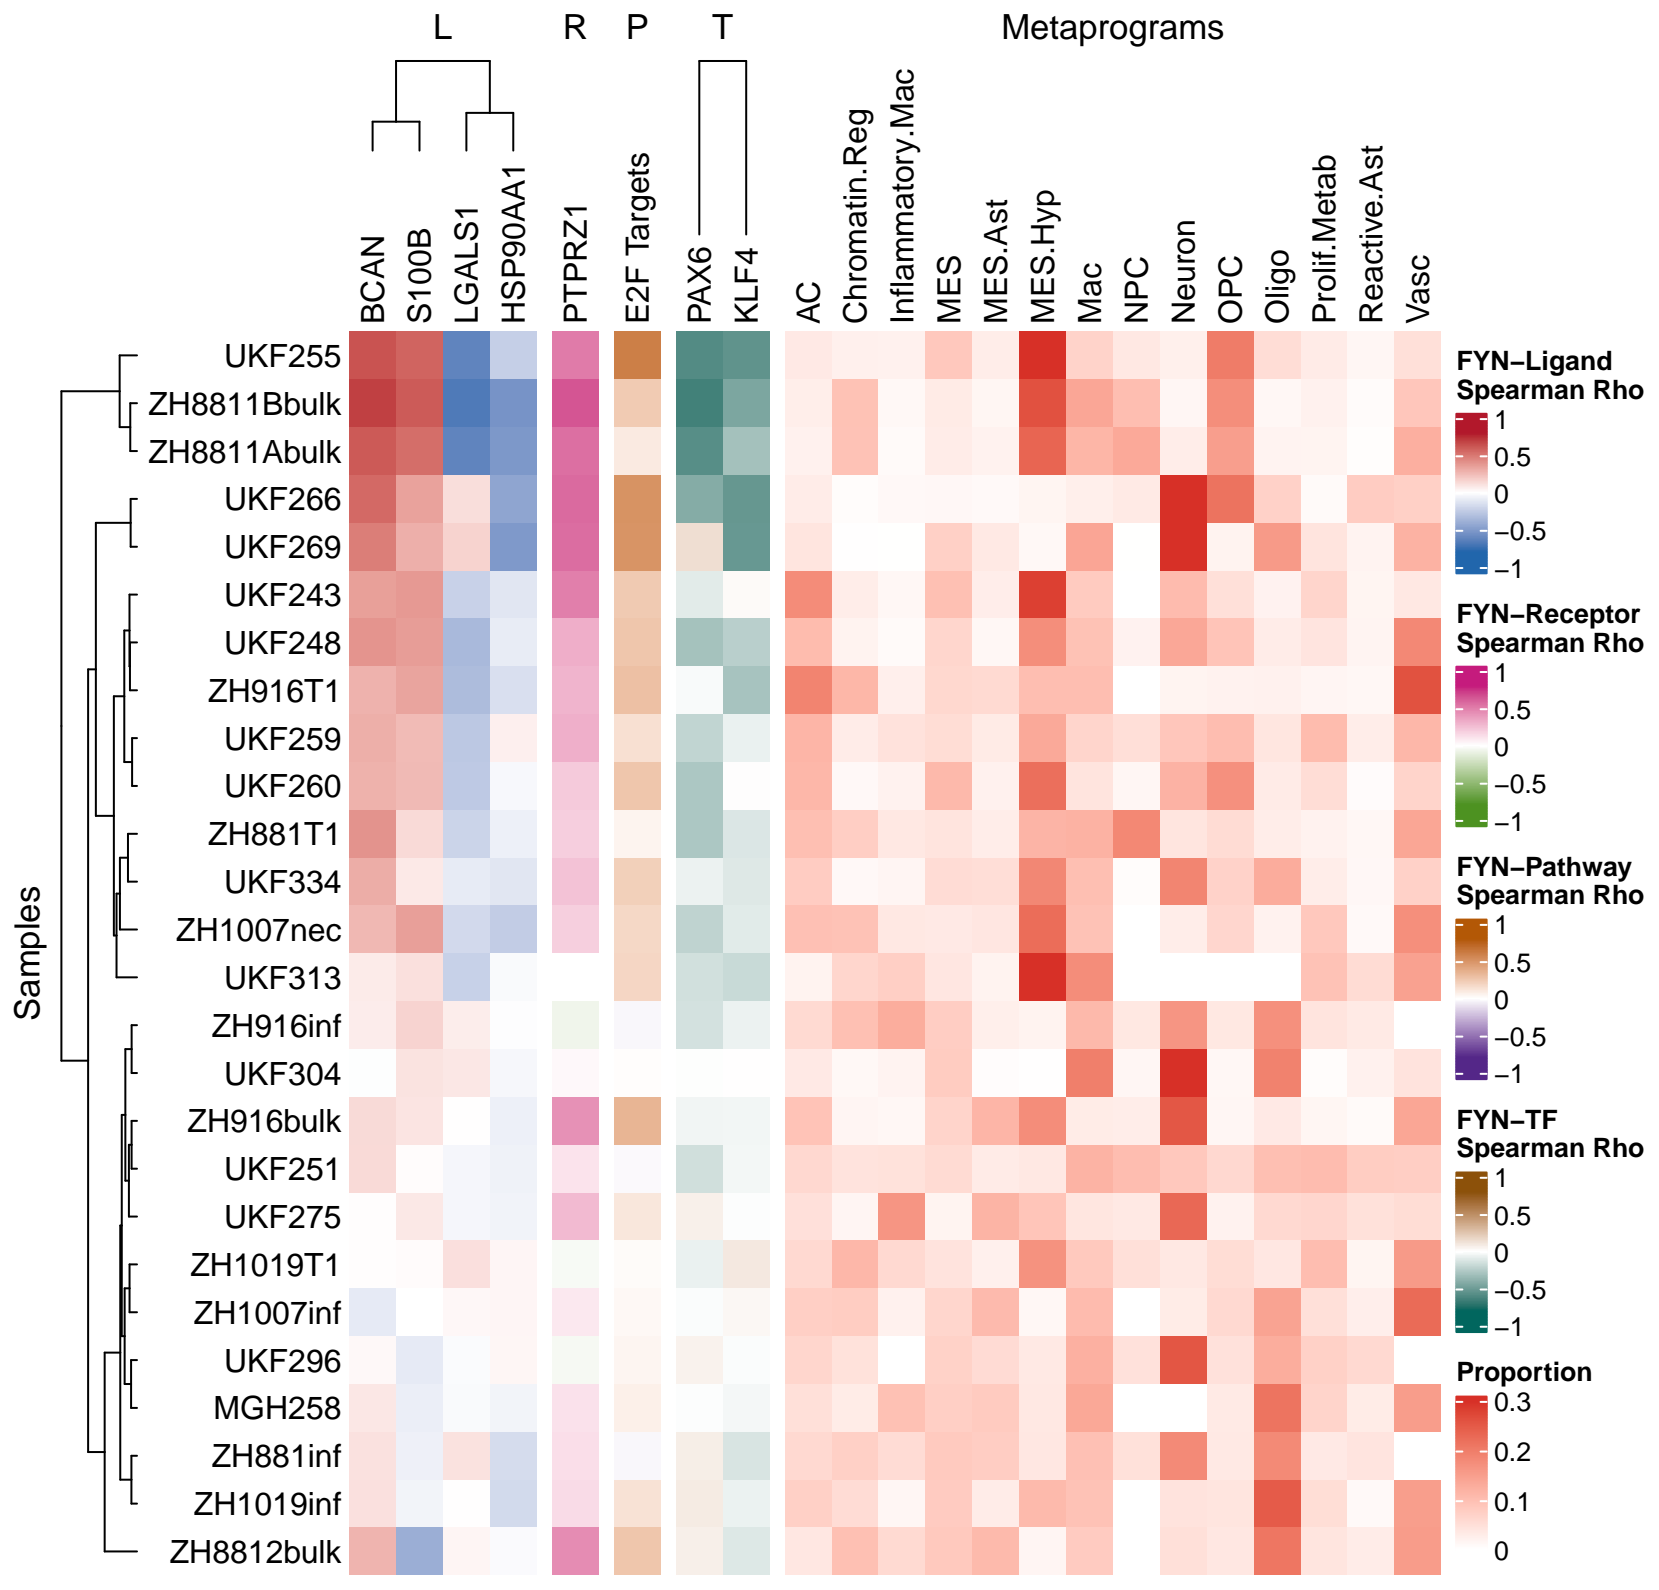 L R P T Metaprograms
BCAN
S100B
LGALS1
HSP90AA1
PTPRZ1
E2F Targets
PAX6
KLF4
AC
Chromatin.Reg
Inflammatory.Mac
MES
MES.Ast
MES.Hyp
Mac
NPC
Neuron
OPC
Oligo
Prolif.Metab
Reactive.Ast
Vasc
Samples
UKF255
ZH8811Bbulk
ZH8811Abulk
UKF266
UKF269
UKF243
UKF248
ZH916T1
UKF259
UKF260
ZH881T1
UKF334
ZH1007nec
UKF313
ZH916inf
UKF304
ZH916bulk
UKF251
UKF275
ZH1019T1
ZH1007inf
UKF296
MGH258
ZH881inf
ZH1019inf
ZH8812bulk
FYN−Ligand
Spearman Rho
1
0.5
0
−0.5
−1
FYN−Receptor
Spearman Rho
1
0.5
0
−0.5
−1
FYN−Pathway
Spearman Rho
1
0.5
0
−0.5
−1
FYN−TF
Spearman Rho
1
0.5
0
−0.5
−1
Proportion
0.3
0.2
0.1
0